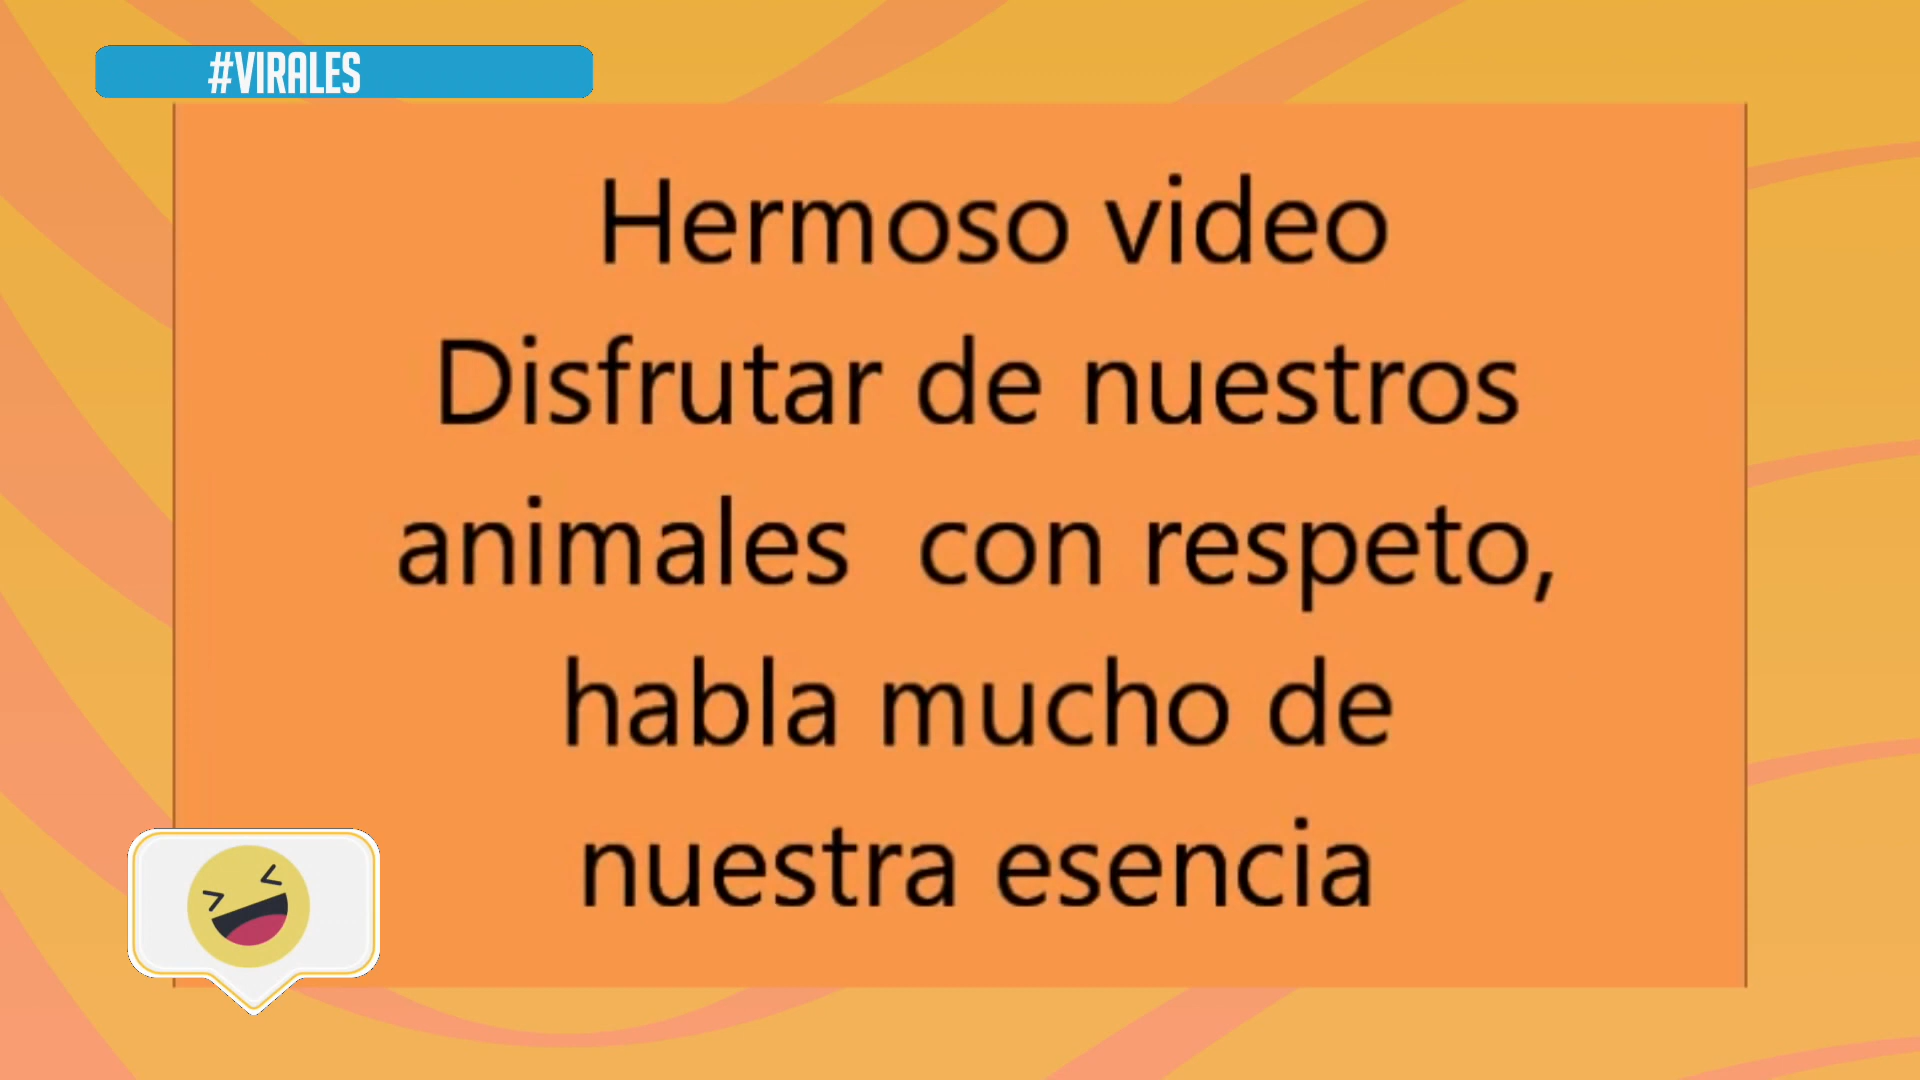 #VIRALES
Hermoso video
Disfrutar de nuestros
animales con respeto,
habla mucho de
nuestra esencia